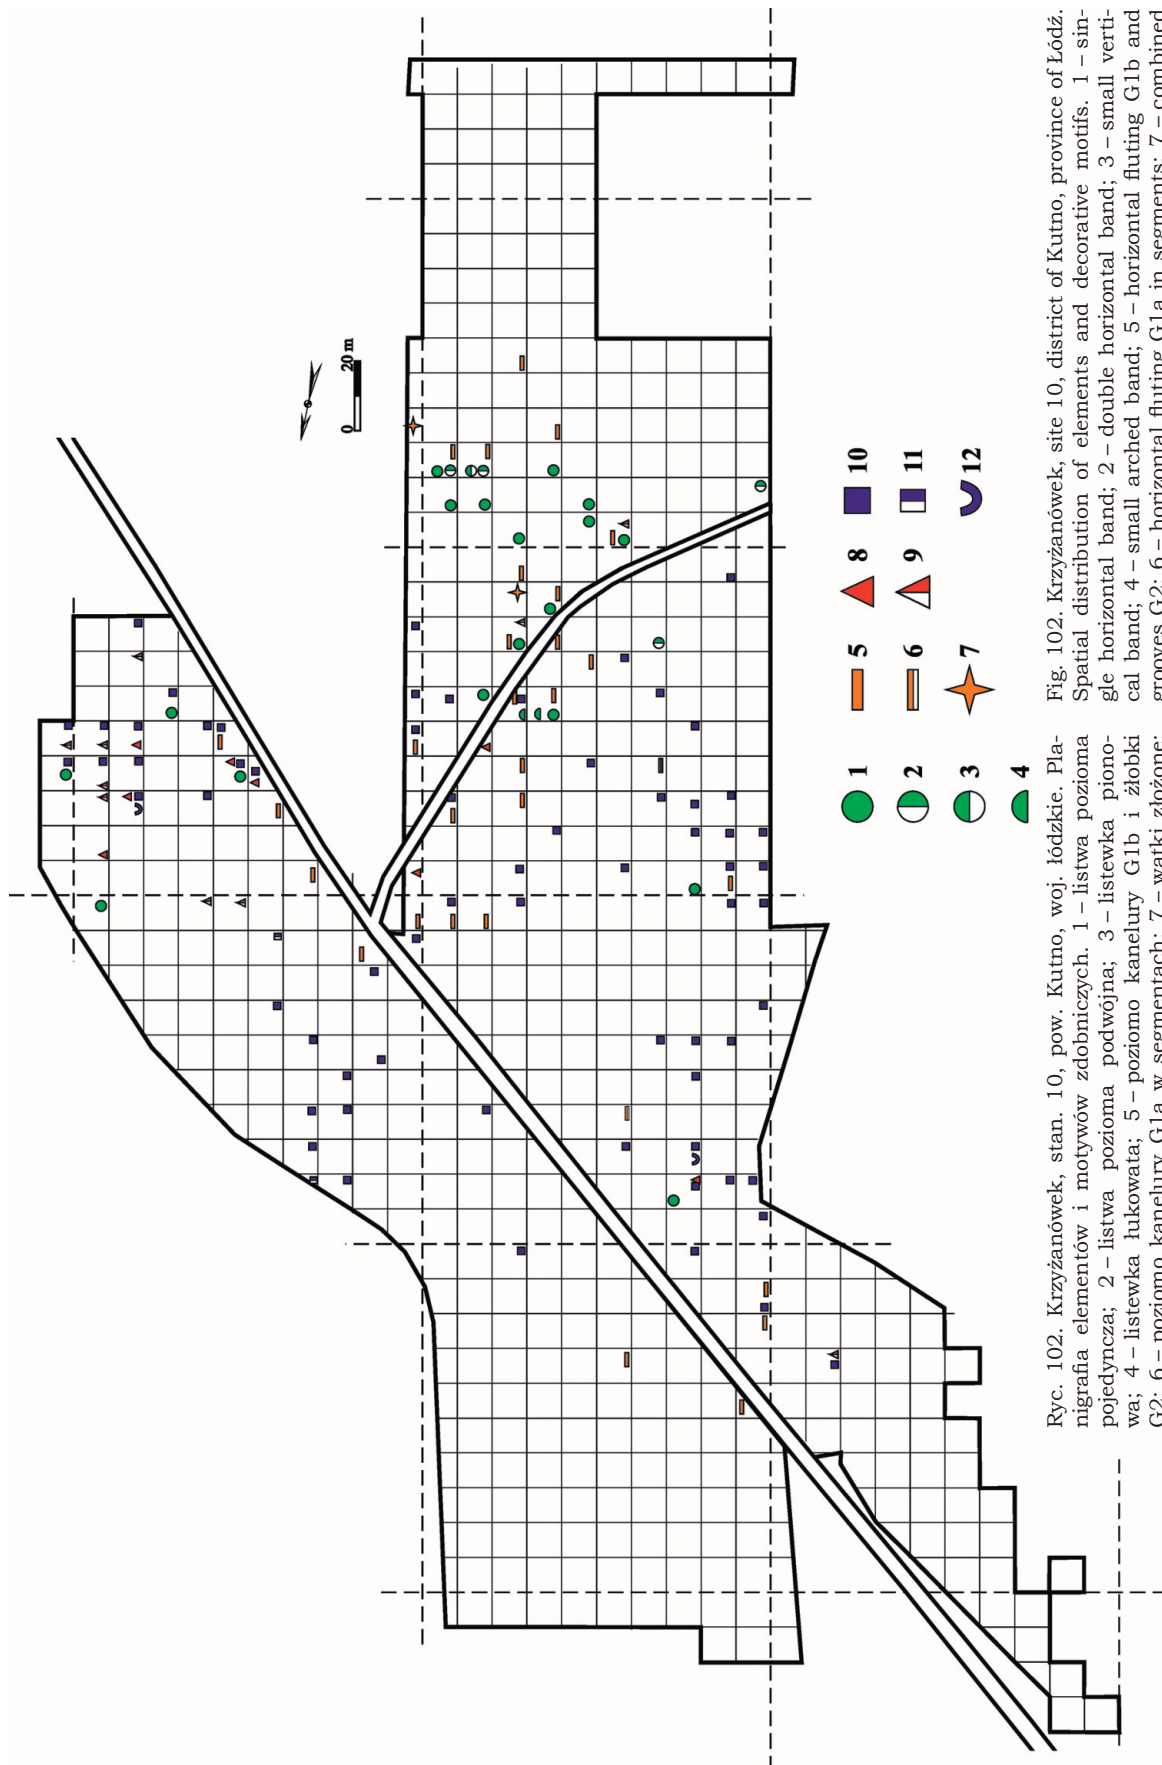 0 20 m
1
2
3
4
5
6
7
8
9
10
11
12
Ryc. 102. Krzyżanówek, stan. 10, pow. Kutno, woj. łódzkie. Pla-
nigrafia elementów i motywów zdobniczych. 1 – listwa pozioma
pojedyncza; 2 – listwa pozioma podwójna; 3 – listewka piono-
wa; 4 – listewka łukowata; 5 – poziomo kanelury G1b i żłobki
G2; 6 – poziomo kanelury G1a w segmentach; 7 – wątki złożone;
Fig. 102. Krzyżanówek, site 10, district of Kutno, province of Łódź.
Spatial distribution of elements and decorative motifs. 1 – sin-
gle horizontal band; 2 – double horizontal band; 3 – small verti-
cal band; 4 – small arched band; 5 – horizontal fluting G1b and
grooves G2; 6 – horizontal fluting G1a in segments; 7 – combined